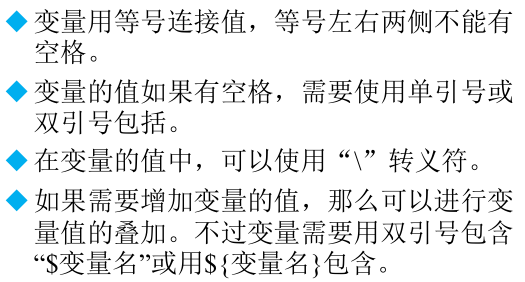 ◆ 变量用等号连接值，等号左右两侧不能有
空格。
◆ 变量的值如果有空格，需要使用单引号或
双引号包括。
◆ 在变量的值中，可以使用“\”转义符。
◆ 如果需要增加变量的值，那么可以进行变
量值的叠加。不过变量需要用双引号包含
“$变量名”或用${变量名}包含。